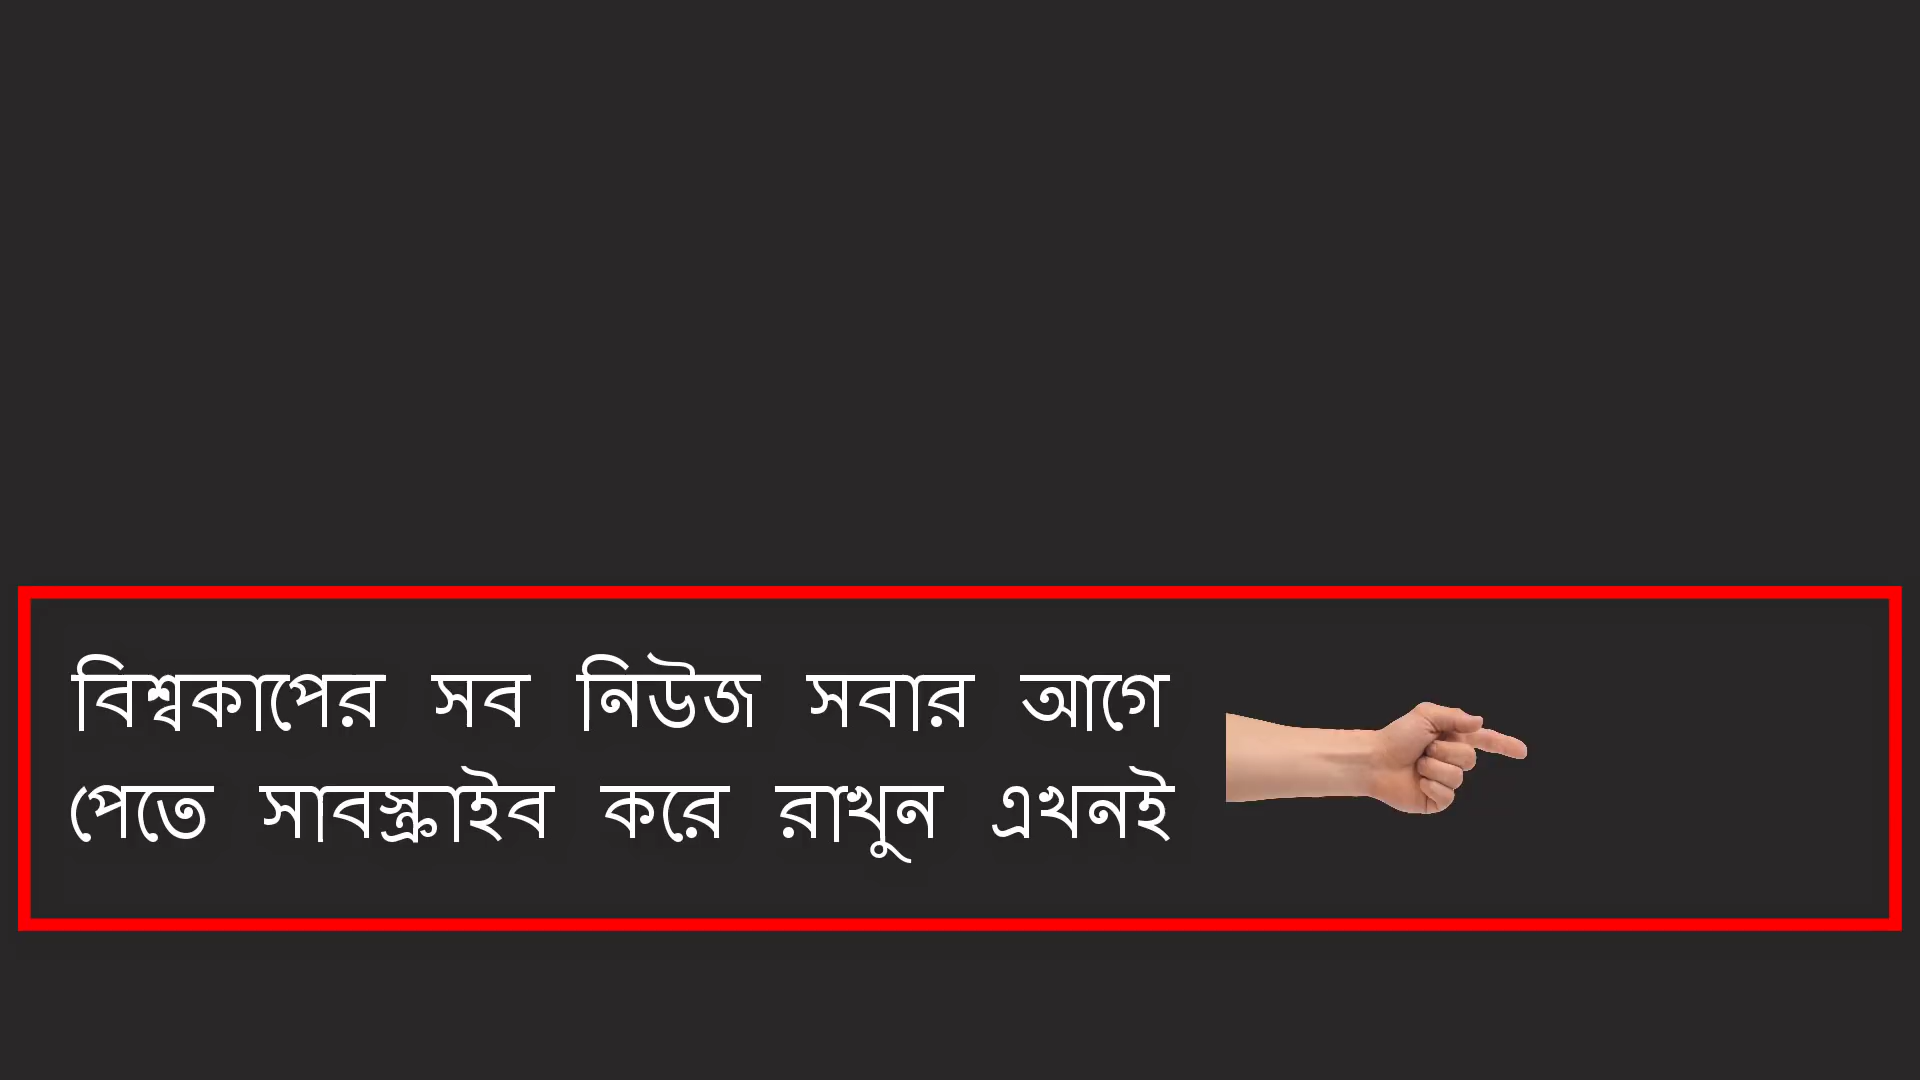 বিশ্বকাপের সব নিউজ সবার আগে
পেতে সাবস্ক্রাইব করে রাখুন এখনই